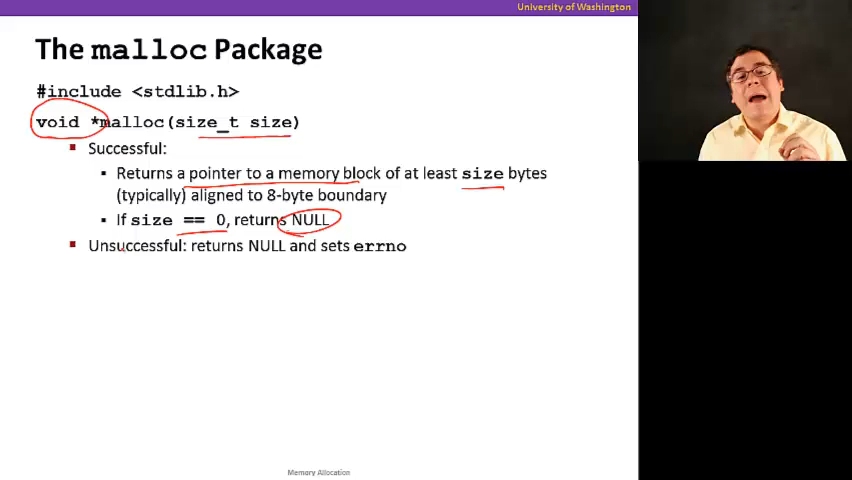 University of Washington
The malloc Package
#include <stdlib.h>
void *malloc(size_t size)
Successful:
Returns a pointer to a memory block of at least size bytes
(typically) aligned to 8-byte boundary
If size == 0, returns NULL
Unsuccessful: returns NULL and sets errno
Memory Allocation